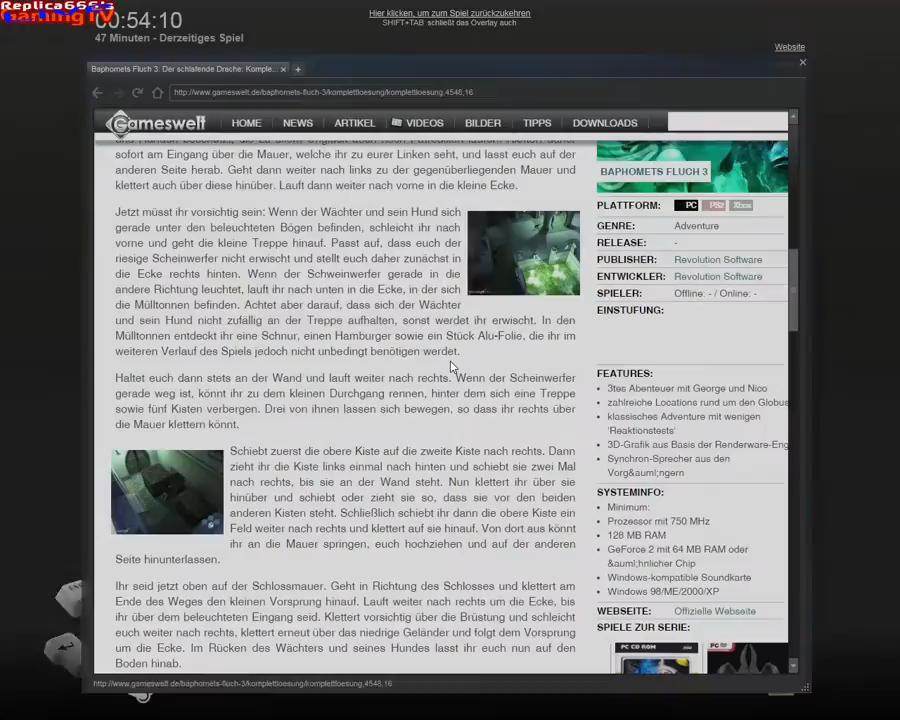 Replica666's
GamingTV
00:54:10
47 Minuten - Derzeitiges Spiel
Hier klicken, um zum Spiel zurückzukehren
SHIFT+TAB schließt das Overlay auch
Website
Baphomets Fluch 3: Der schlafende Drache: Komple...
http://www.gameswelt.de/baphomets-fluch-3/komplettloesung/komplettloesung,4548,16
Gameswelt
HOME NEWS ARTIKEL VIDEOS BILDER TIPPS DOWNLOADS
sofort am Eingang über die Mauer, welche ihr zu eurer Linken seht, und lasst euch auf der
anderen Seite herab. Geht dann weiter nach links zu der gegenüberliegenden Mauer und
klettert auch über diese hinüber. Lauft dann weiter nach vorne in die kleine Ecke.
Jetzt müsst ihr vorsichtig sein: Wenn der Wächter und sein Hund sich
gerade unter den beleuchteten Bögen befinden, schleicht ihr nach
vorne und geht die kleine Treppe hinauf. Passt auf, dass euch der
riesige Scheinwerfer nicht erwischt und stellt euch daher zunächst in
die Ecke rechts hinten. Wenn der Schweinwerfer gerade in die
andere Richtung leuchtet, lauft ihr nach unten in die Ecke, in der sich
die Mülltonnen befinden. Achtet aber darauf, dass sich der Wächter
und sein Hund nicht zufällig an der Treppe aufhalten, sonst werdet ihr erwischt. In den
Mülltonnen entdeckt ihr eine Schnur, einen Hamburger sowie ein Stück Alu-Folie, die ihr im
weiteren Verlauf des Spiels jedoch nicht unbedingt benötigen werdet.
Haltet euch dann stets an der Wand und lauft weiter nach rechts. Wenn der Scheinwerfer
gerade weg ist, könnt ihr zu dem kleinen Durchgang rennen, hinter dem sich eine Treppe
sowie fünf Kisten verbergen. Drei von ihnen lassen sich bewegen, so dass ihr rechts über
die Mauer klettern könnt.
Schiebt zuerst die obere Kiste auf die zweite Kiste nach rechts. Dann
zieht ihr die Kiste links einmal nach hinten und schiebt sie zwei Mal
nach rechts, bis sie an der Wand steht. Nun klettert ihr über sie
hinüber und schiebt oder zieht sie so, dass sie vor den beiden
anderen Kisten steht. Schließlich schiebt ihr dann die obere Kiste ein
Feld weiter nach rechts und klettert auf sie hinauf. Von dort aus könnt
ihr an die Mauer springen, euch hochziehen und auf der anderen
Seite hinunterlassen.
Ihr seid jetzt oben auf der Schlossmauer. Geht in Richtung des Schlosses und klettert am
Ende des Weges den kleinen Vorsprung hinauf. Lauft weiter nach rechts um die Ecke, bis
ihr über dem beleuchteten Eingang seid. Klettert vorsichtig über die Brüstung und schleicht
euch weiter nach rechts, klettert erneut über das niedrige Geländer und folgt dem Vorsprung
um die Ecke. Im Rücken des Wächters und seines Hundes lasst ihr euch nun auf den
Boden hinab.
BAPHOMETS FLUCH 3
PLATTFORM: PC PS2 Xbox
GENRE: Adventure
RELEASE: -
PUBLISHER: Revolution Software
ENTWICKLER: Revolution Software
SPIELER: Offline: - / Online: -
EINSTUFUNG:
FEATURES:
3tes Abenteuer mit George und Nico
zahlreiche Locations rund um den Globus
klassisches Adventure mit wenigen
'Reaktionstests'
3D-Grafik aus Basis der Renderware-Eng
Synchron-Sprecher aus den
Vorg&auml;ngern
SYSTEMINFO:
Minimum:
Prozessor mit 750 MHz
128 MB RAM
GeForce 2 mit 64 MB RAM oder
&auml;hnlicher Chip
Windows-kompatible Soundkarte
Windows 98/ME/2000/XP
WEBSEITE: Offizielle Webseite
SPIELE ZUR SERIE:
PC CD ROM
PC
http://www.gameswelt.de/baphomets-fluch-3/komplettloesung/komplettloesung,4548,16